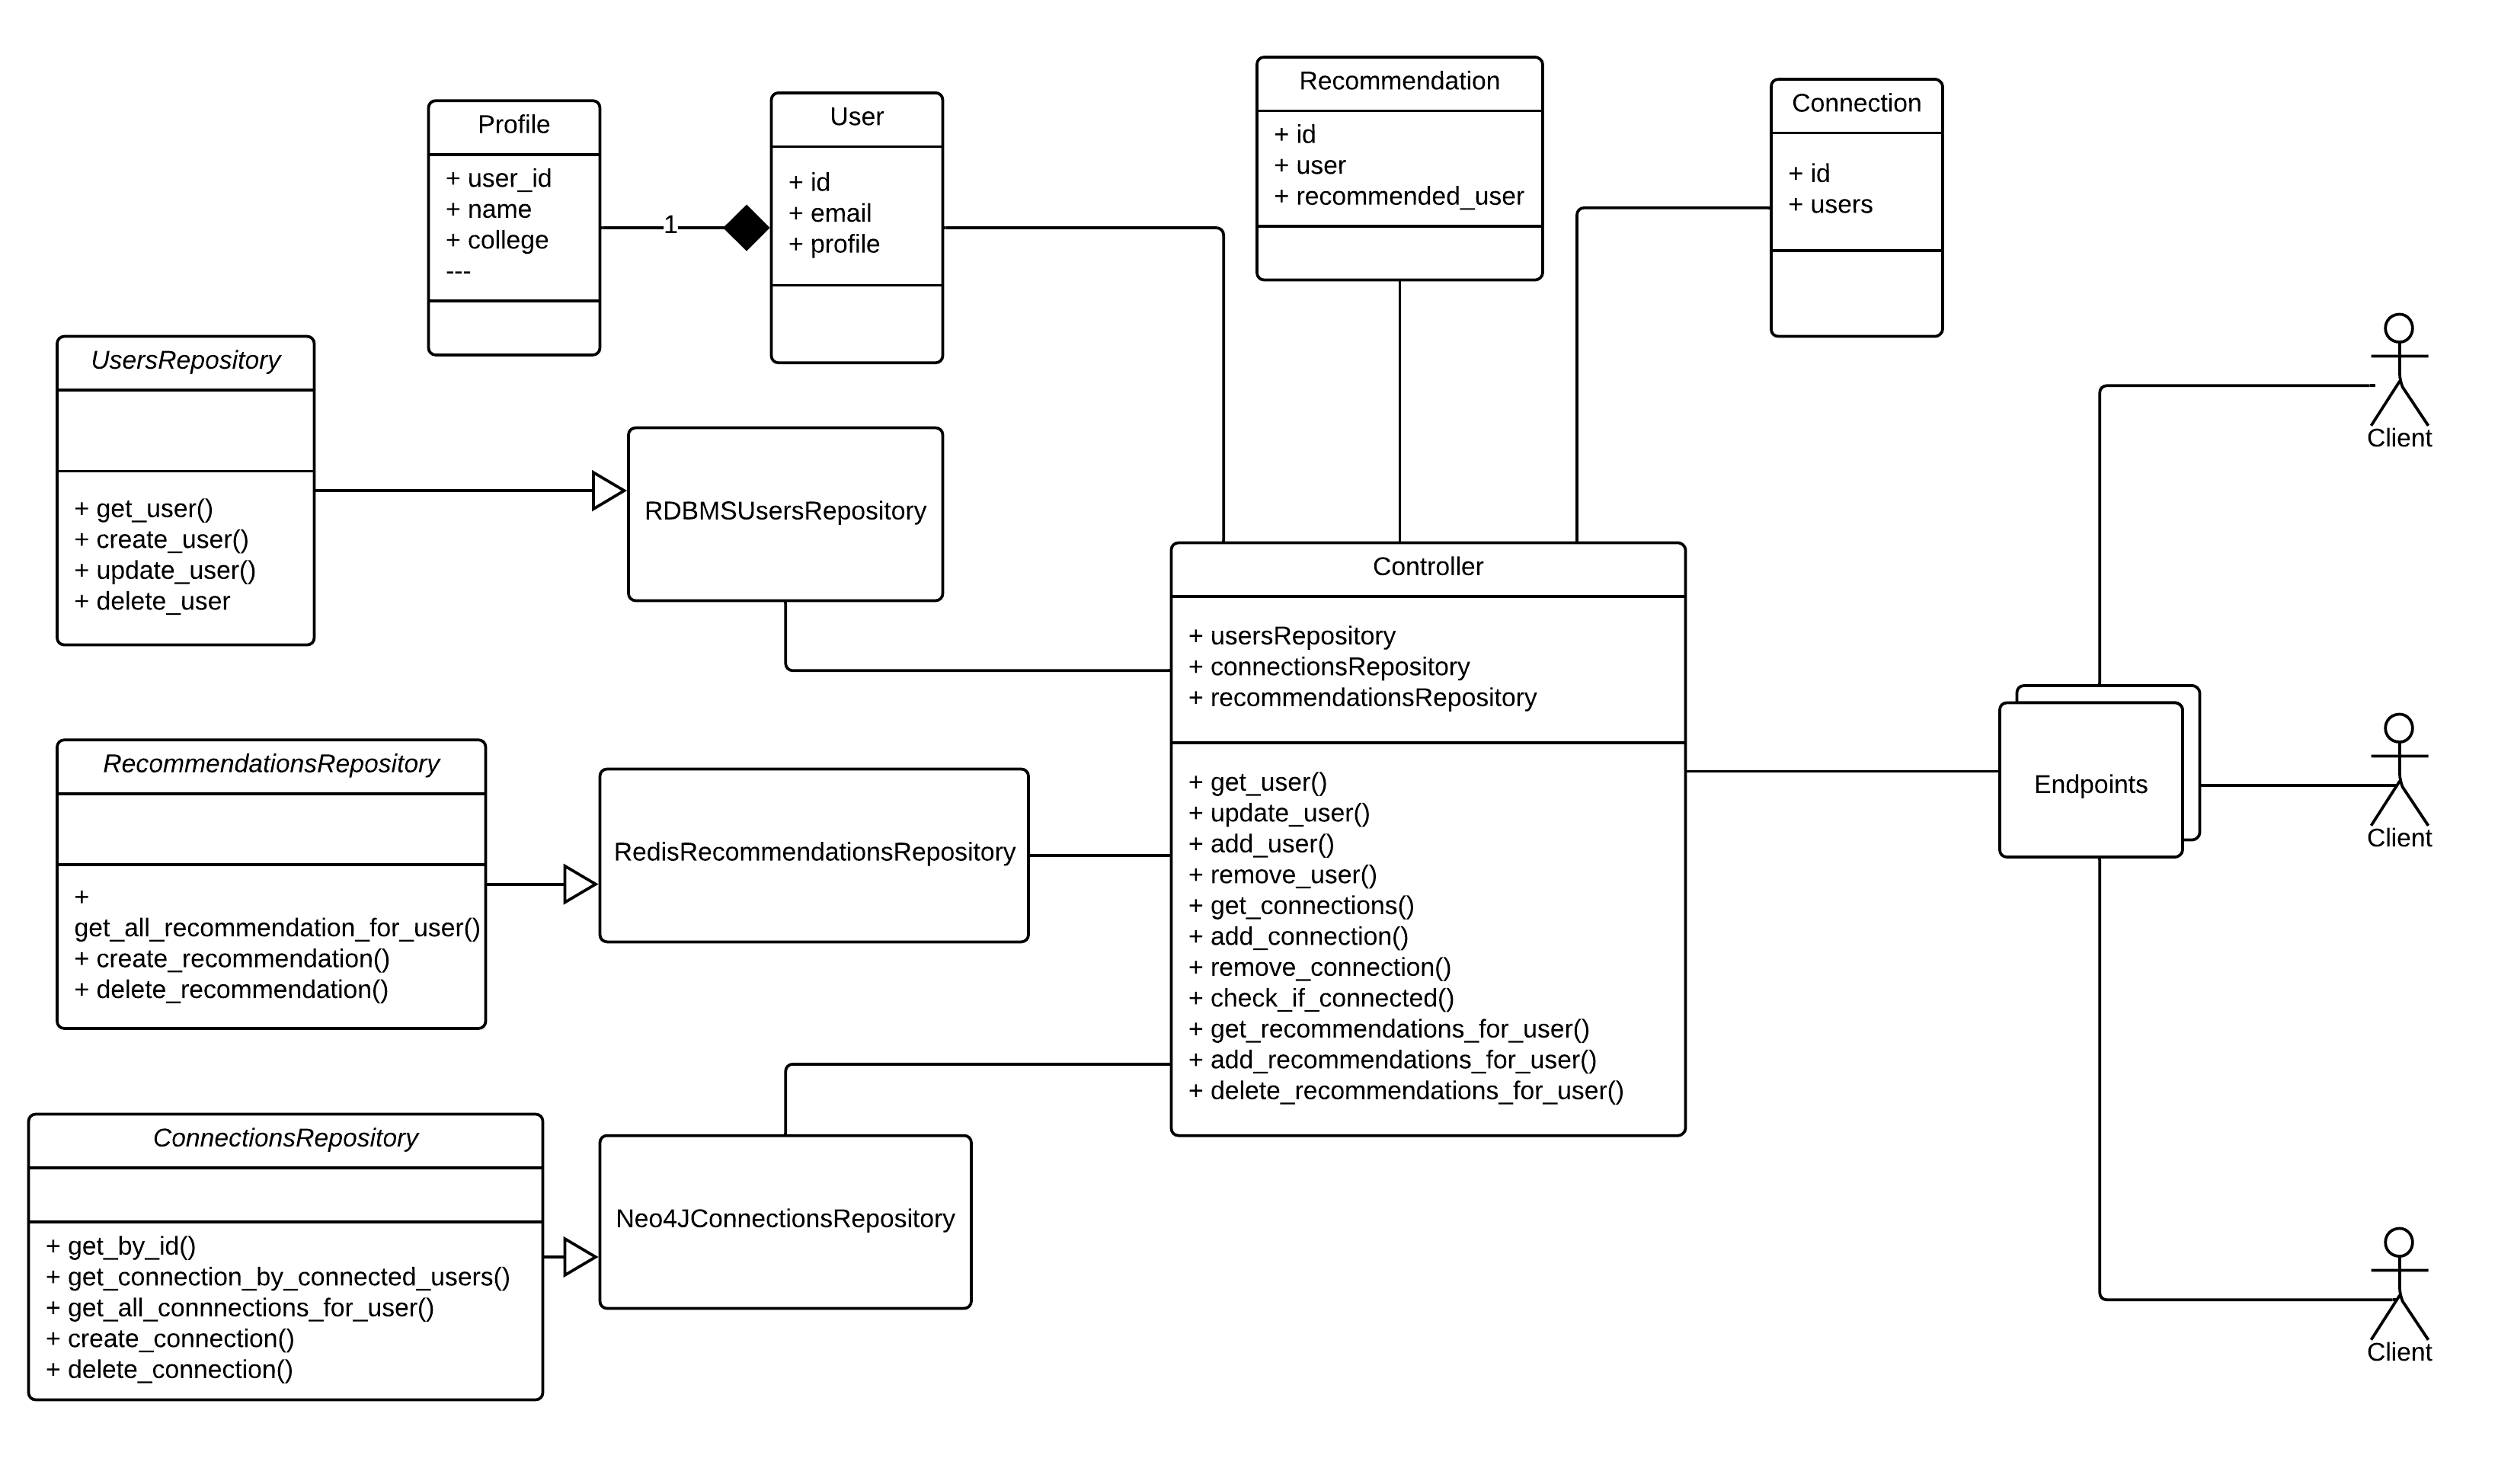 Profile
+ user_id
+ name
+ college
---
1
User
+ id
+ email
+ profile
Recommendation
+ id
+ user
+ recommended_user
Connection
+ id
+ users
UsersRepository
+ get_user()
+ create_user()
+ update_user()
+ delete_user
RDBMSUsersRepository
Controller
+ usersRepository
+ connectionsRepository
+ recommendationsRepository
+ get_user()
+ update_user()
+ add_user()
+ remove_user()
+ get_connections()
+ add_connection()
+ remove_connection()
+ check_if_connected()
+ get_recommendations_for_user()
+ add_recommendations_for_user()
+ delete_recommendations_for_user()
RecommendationsRepository
+
get_all_recommendation_for_user()
+ create_recommendation()
+ delete_recommendation()
RedisRecommendationsRepository
ConnectionsRepository
+ get_by_id()
+ get_connection_by_connected_users()
+ get_all_connnections_for_user()
+ create_connection()
+ delete_connection()
Neo4JConnectionsRepository
Endpoints
Client
Client
Client